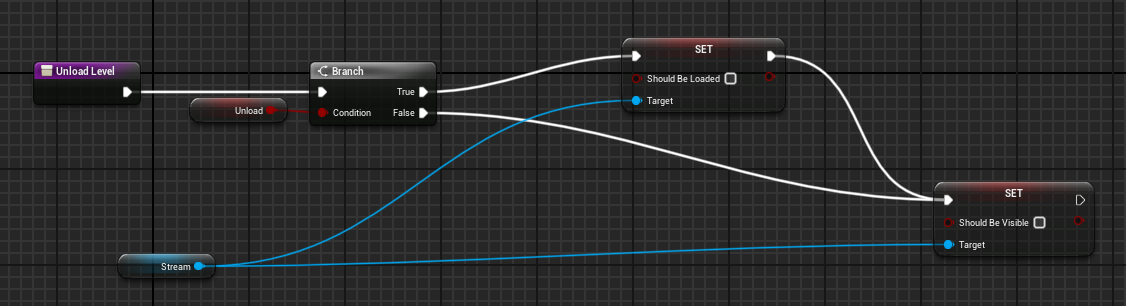 Unload Level
Unload
Branch
True
Condition
False
SET
Should Be Loaded
Target
Stream
SET
Should Be Visible
Target